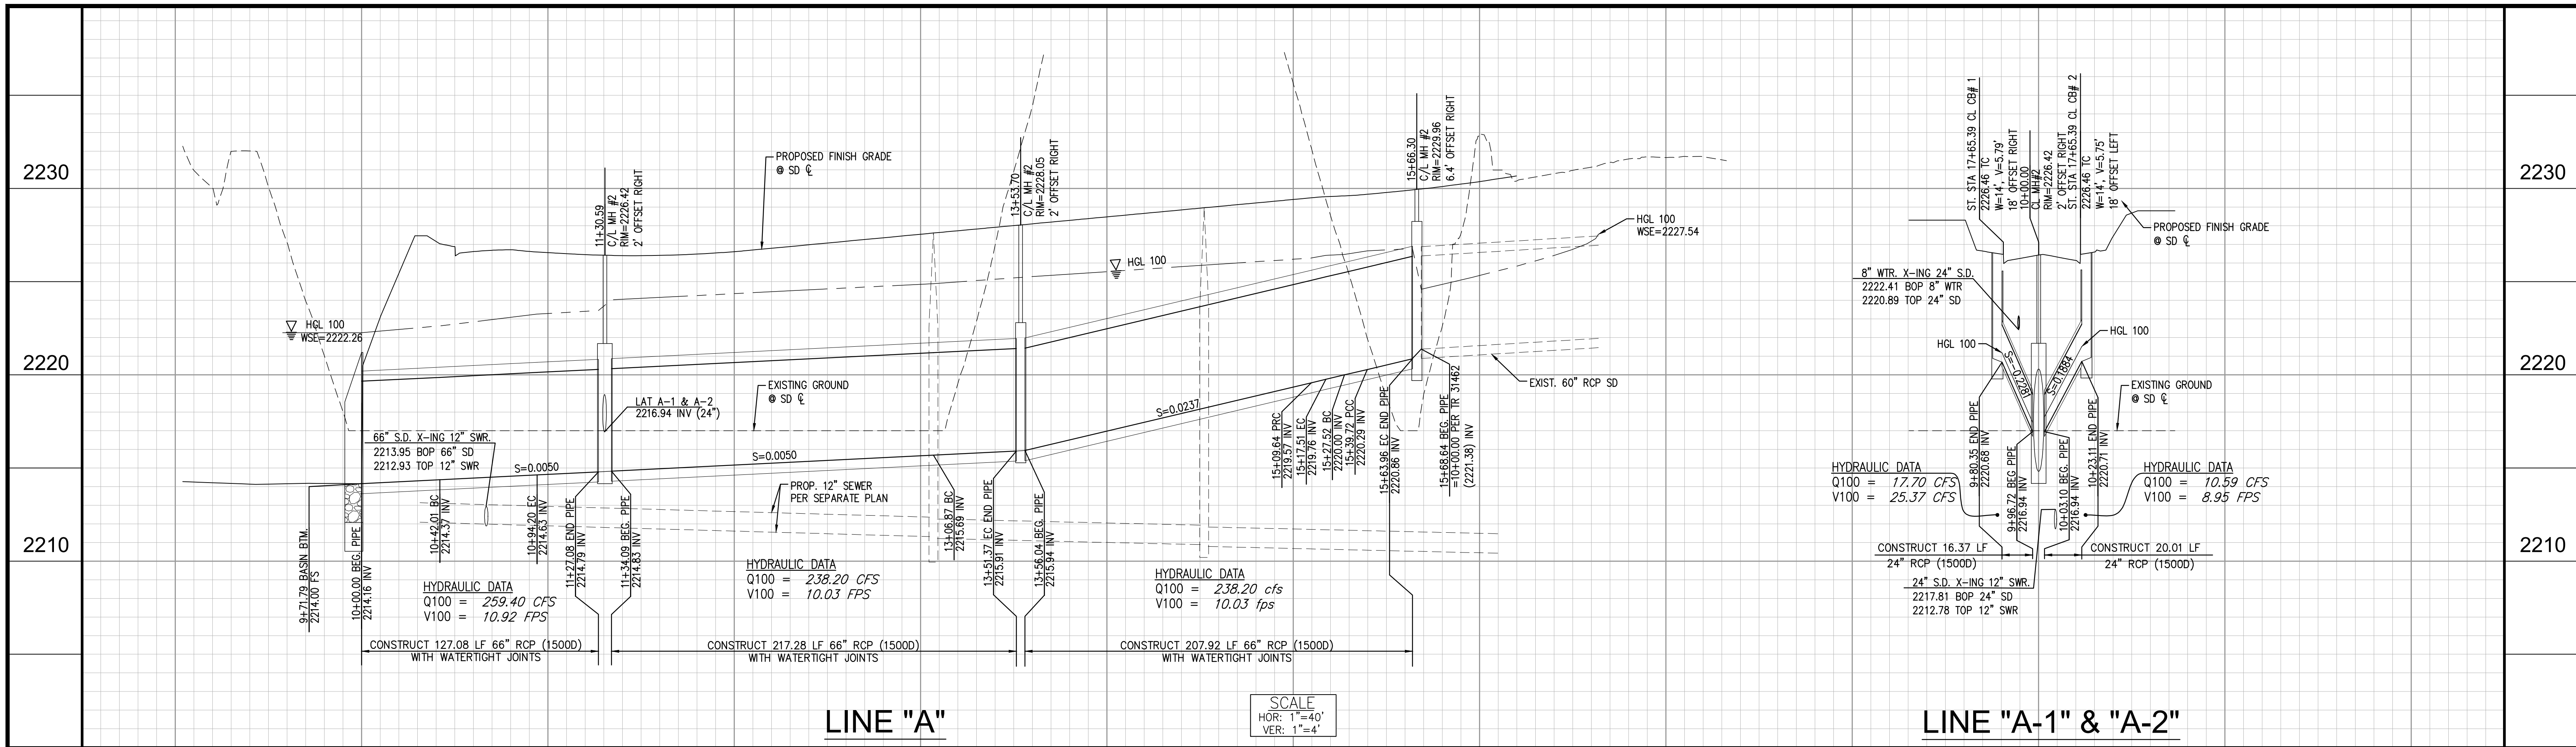 2230
2220
2210
HGL 100
WSE=2222.26
66" S.D. X-ING 12" SWR.
2213.95 BOP 66" SD
2212.93 TOP 12" SWR
9+71.79 BASIN BTM.
2214.00 FS
10+00.00 BEG. PIPE
2214.16 INV
10+42.01 BC
2214.37 INV
S=0.0050
10+94.20 EC
2214.63 INV
11+27.08 END PIPE
2214.79 INV
11+34.09 BEG. PIPE
2214.83 INV
HYDRAULIC DATA
Q100 = 259.40 CFS
V100 = 10.92 FPS
CONSTRUCT 127.08 LF 66" RCP (1500D)
WITH WATERTIGHT JOINTS
11+30.59
C/L MH #2
RIM=2226.42
2' OFFSET RIGHT
PROPOSED FINISH GRADE
@ SD ℄
LAT A-1 & A-2
2216.94 INV (24")
EXISTING GROUND
@ SD ℄
S=0.0050
PROP. 12" SEWER
PER SEPARATE PLAN
HYDRAULIC DATA
Q100 = 238.20 CFS
V100 = 10.03 FPS
CONSTRUCT 217.28 LF 66" RCP (1500D)
WITH WATERTIGHT JOINTS
13+06.87 BC
2215.69 INV
13+51.37 EC END PIPE
2215.91 INV
13+56.04 BEG. PIPE
2215.94 INV
13+53.70
C/L MH #2
RIM=2228.05
2' OFFSET RIGHT
HGL 100
S=0.0237
HYDRAULIC DATA
Q100 = 238.20 cfs
V100 = 10.03 fps
CONSTRUCT 207.92 LF 66" RCP (1500D)
WITH WATERTIGHT JOINTS
15+09.64 PRC
2219.57 INV
15+17.51 EC
2219.76 INV
15+27.52 BC
2220.00 INV
15+39.72 PCC
2220.29 INV
15+63.96 EC END PIPE
2220.86 INV
15+68.64 BEG. PIPE
=10+00.00 PER TR 31462
(2221.38) INV
15+66.30
C/L MH #2
RIM=2229.96
6.4' OFFSET RIGHT
HGL 100
WSE=2227.54
EXIST. 60" RCP SD
LINE "A"
SCALE
HOR: 1"=40'
VER: 1"=4'
ST. STA 17+65.39 CL CB# 1
2226.46 TC
W=14', V=5.79'
18' OFFSET RIGHT
10+00.00
CL MH#2
RIM=2226.42
2' OFFSET RIGHT
ST. STA 17+65.39 CL CB# 2
2226.46 TC
W=14', V=5.75'
18' OFFSET LEFT
PROPOSED FINISH GRADE
@ SD ℄
8" WTR. X-ING 24" S.D.
2222.41 BOP 8" WTR
2220.89 TOP 24" SD
HGL 100
HGL 100
S=-0.2281
S=0.1884
EXISTING GROUND
@ SD ℄
HYDRAULIC DATA
Q100 = 17.70 CFS
V100 = 25.37 CFS
9+80.35 END PIPE
2220.68 INV
9+96.72 BEG PIPE
2216.94 INV
10+03.10 BEG. PIPE
2216.94 INV
10+23.11 END PIPE
2220.71 INV
HYDRAULIC DATA
Q100 = 10.59 CFS
V100 = 8.95 FPS
CONSTRUCT 16.37 LF
24" RCP (1500D)
CONSTRUCT 20.01 LF
24" RCP (1500D)
24" S.D. X-ING 12" SWR.
2217.81 BOP 24" SD
2212.78 TOP 12" SWR
LINE "A-1" & "A-2"
2230
2220
2210